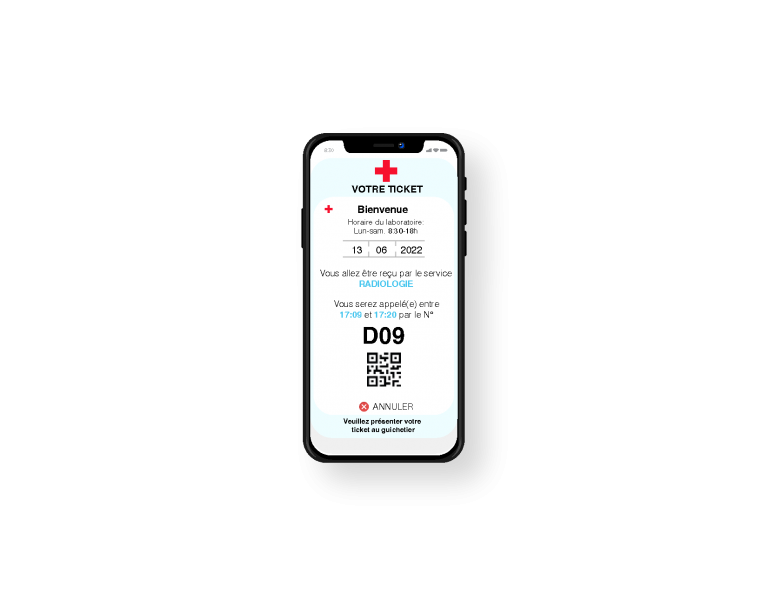 VOTRE TICKET
Bienvenue
Horaire du laboratoire:
Lun-sam. 8:30-18h
13 06 2022
Vous allez être reçu par le service
RADIOLOGIE
Vous serez appelé(e) entre
17:09 et 17:20 par le N°
D09
ANNULER
Veuillez présenter votre
ticket au guichetier